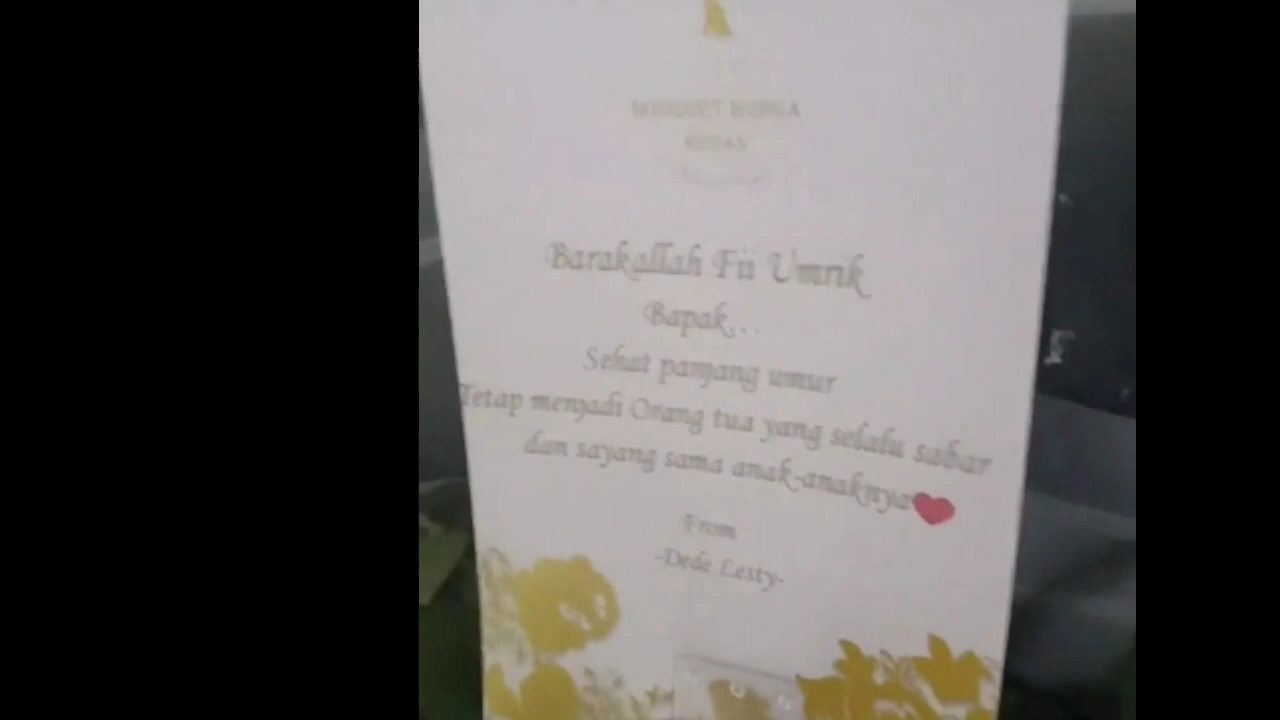 Barakallah Fii Umrik
Bapak...
Sehat panjang umur
Tetap menjadi Orang tua yang selalu sabar
dan sayang sama anak-anaknya❤
From :
-Dede Lesty-